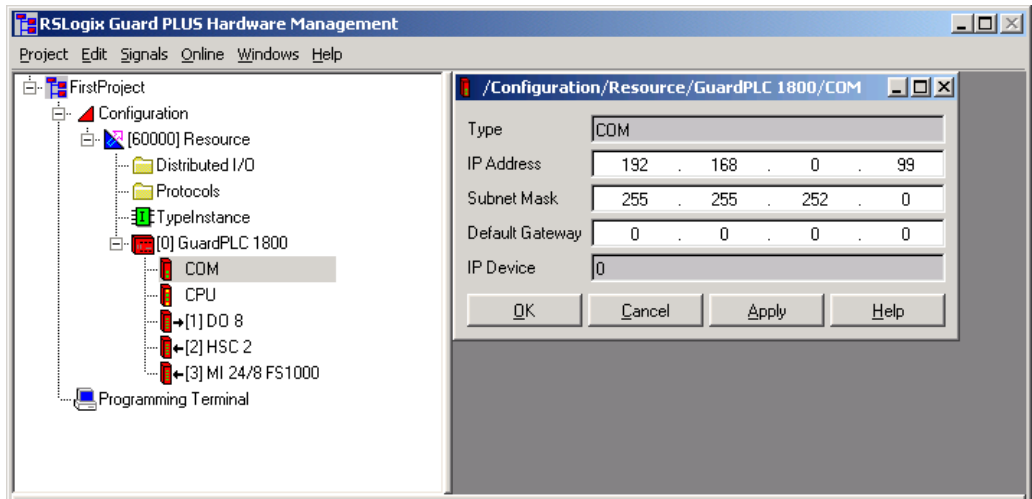 RSLogix Guard PLUS Hardware Management
Project Edit Signals Online Windows Help
FirstProject
Configuration
[60000] Resource
Distributed I/O
Protocols
TypeInstance
[0] GuardPLC 1800
COM
CPU
[1] DO 8
[2] HSC 2
[3] MI 24/8 FS1000
Programming Terminal
/Configuration/Resource/GuardPLC 1800/COM
Type COM
IP Address 192 . 168 . 0 . 99
Subnet Mask 255 . 255 . 252 . 0
Default Gateway 0 . 0 . 0 . 0
IP Device 0
OK Cancel Apply Help